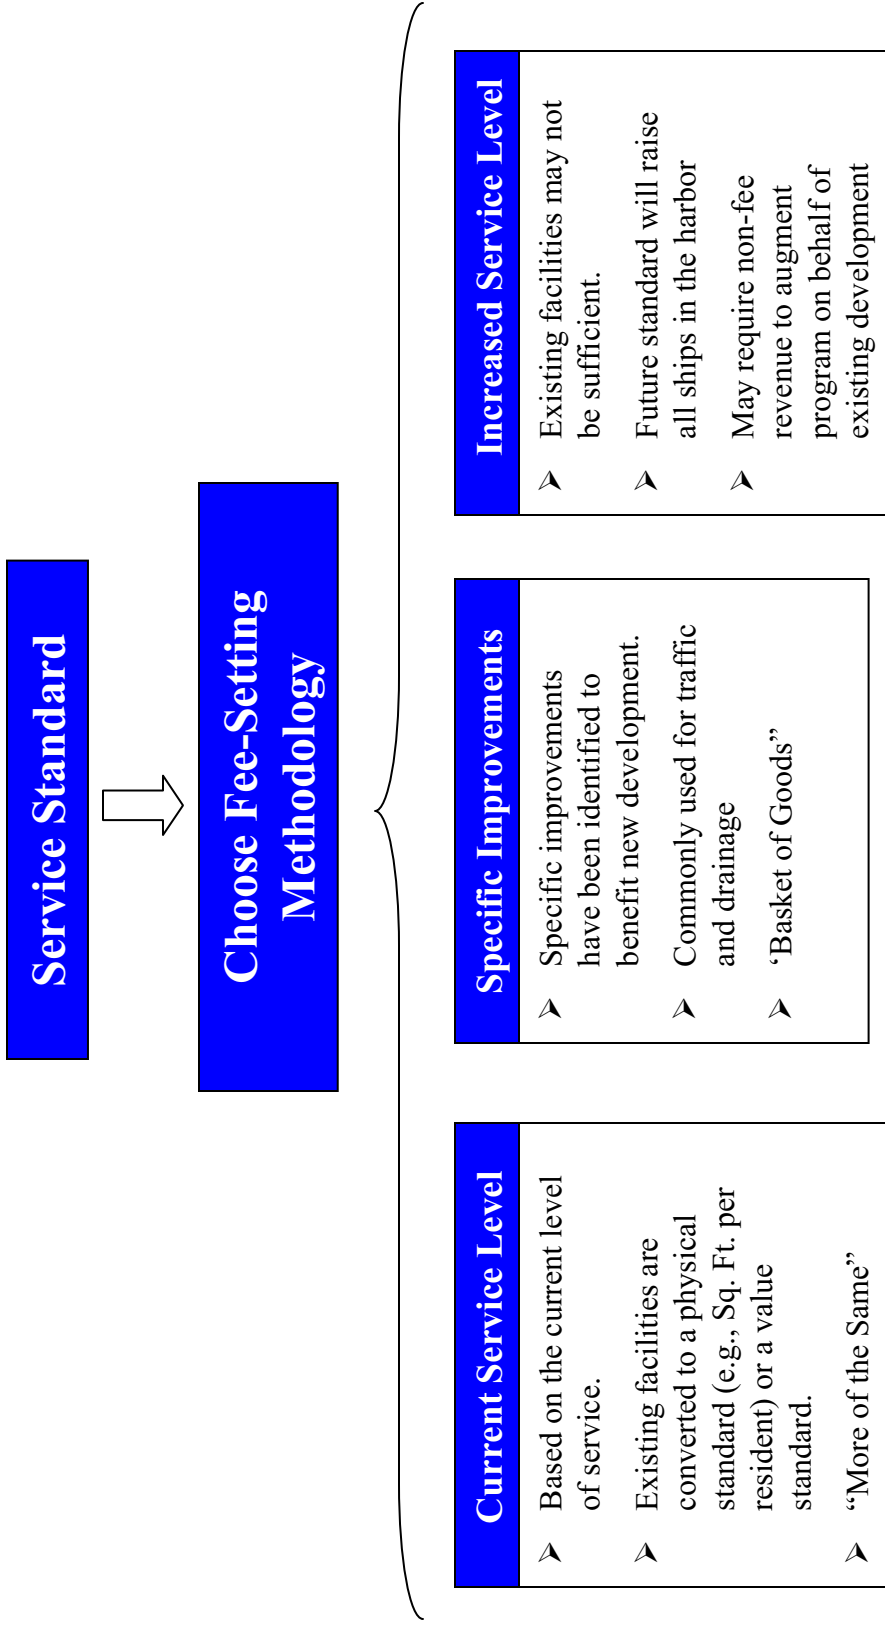 Service Standard
Choose Fee-Setting
Methodology
Current Service Level
➢ Based on the current level
of service.
➢ Existing facilities are
converted to a physical
standard (e.g., Sq. Ft. per
resident) or a value
standard.
➢ “More of the Same”
Specific Improvements
➢ Specific improvements
have been identified to
benefit new development.
➢ Commonly used for traffic
and drainage
➢ ‘Basket of Goods”
Increased Service Level
➢ Existing facilities may not
be sufficient.
➢ Future standard will raise
all ships in the harbor
➢ May require non-fee
revenue to augment
program on behalf of
existing development